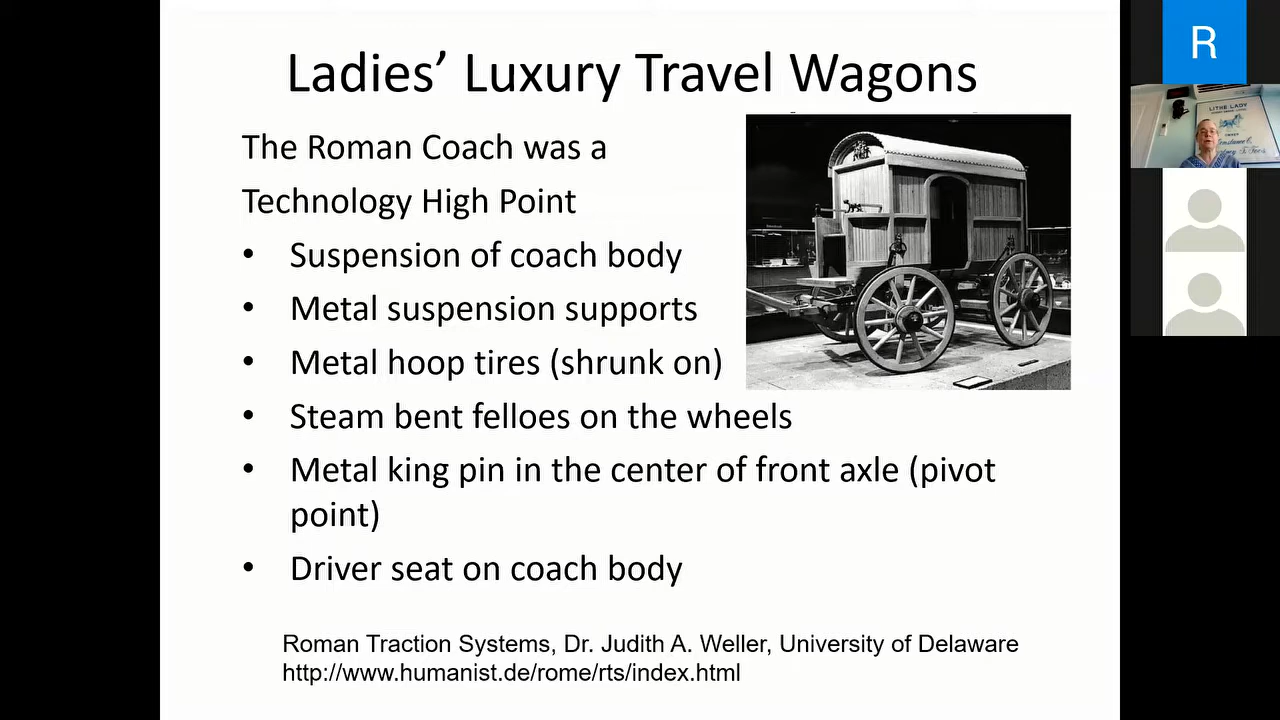 Ladies’ Luxury Travel Wagons
The Roman Coach was a
Technology High Point
• Suspension of coach body
• Metal suspension supports
• Metal hoop tires (shrunk on)
• Steam bent felloes on the wheels
• Metal king pin in the center of front axle (pivot
point)
• Driver seat on coach body
Roman Traction Systems, Dr. Judith A. Weller, University of Delaware
http://www.humanist.de/rome/rts/index.html
R
LITHE LADY